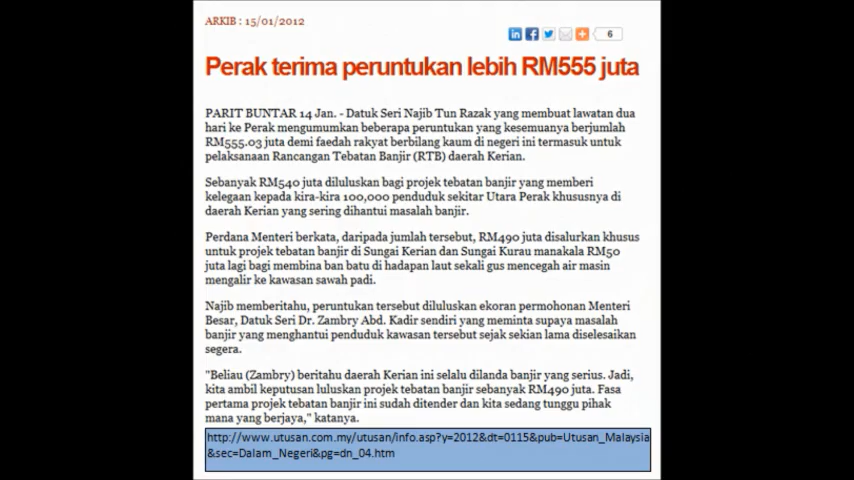 ARKIB : 15/01/2012
6
Perak terima peruntukan lebih RM555 juta
PARIT BUNTAR 14 Jan. - Datuk Seri Najib Tun Razak yang membuat lawatan dua
hari ke Perak mengumumkan beberapa peruntukan yang kesemuanya berjumlah
RM555.03 juta demi faedah rakyat berbilang kaum di negeri ini termasuk untuk
pelaksanaan Rancangan Tebatan Banjir (RTB) daerah Kerian.
Sebanyak RM540 juta diluluskan bagi projek tebatan banjir yang memberi
kelegaan kepada kira-kira 100,000 penduduk sekitar Utara Perak khususnya di
daerah Kerian yang sering dihantui masalah banjir.
Perdana Menteri berkata, daripada jumlah tersebut, RM490 juta disalurkan khusus
untuk projek tebatan banjir di Sungai Kerian dan Sungai Kurau manakala RM50
juta lagi bagi membina ban batu di hadapan laut sekali gus mencegah air masin
mengalir ke kawasan sawah padi.
Najib memberitahu, peruntukan tersebut diluluskan ekoran permohonan Menteri
Besar, Datuk Seri Dr. Zambry Abd. Kadir sendiri yang meminta supaya masalah
banjir yang menghantui penduduk kawasan tersebut sejak sekian lama diselesaikan
segera.
"Beliau (Zambry) beritahu daerah Kerian ini selalu dilanda banjir yang serius. Jadi,
kita ambil keputusan luluskan projek tebatan banjir sebanyak RM490 juta. Fasa
pertama projek tebatan banjir ini sudah ditender dan kita sedang tunggu pihak
mana yang berjaya," katanya.
http://www.utusan.com.my/utusan/info.asp?y=2012&dt=0115&pub=Utusan_Malaysia
&sec=Dalam_Negeri&pg=dn_04.htm